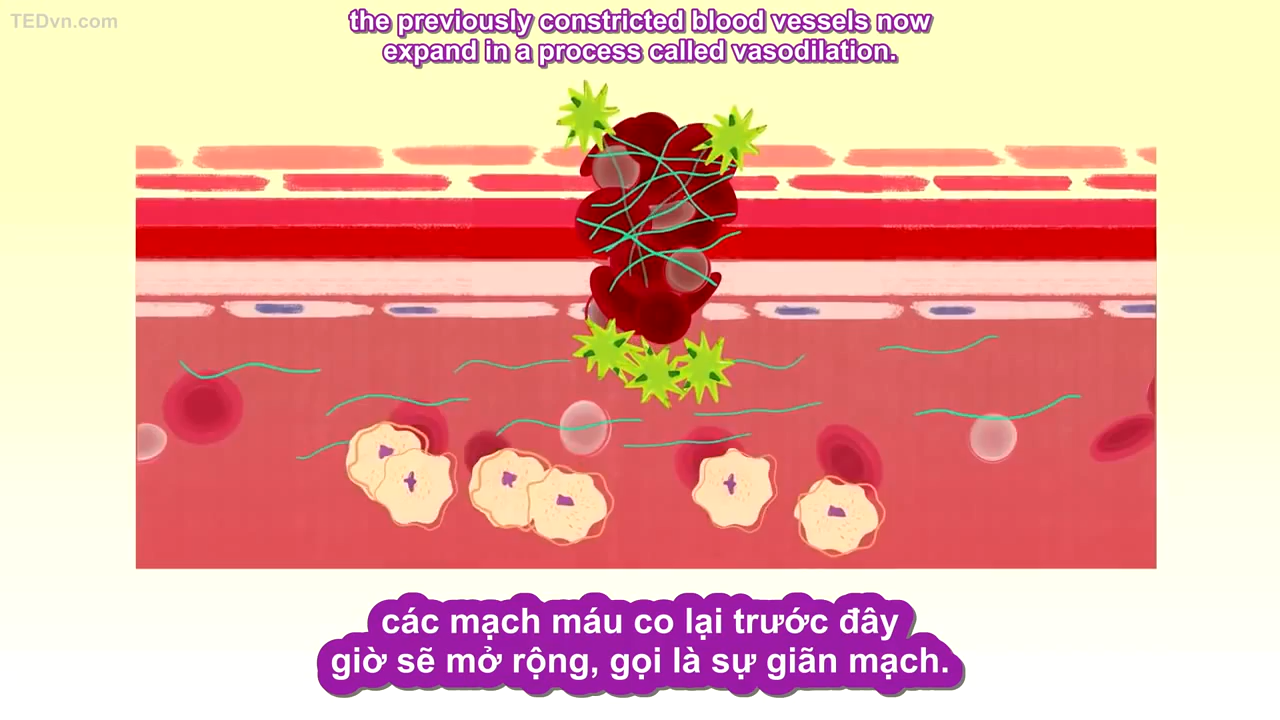 TEDvn.com
the previously constricted blood vessels now
expand in a process called vasodilation.
các mạch máu co lại trước đây
giờ sẽ mở rộng, gọi là sự giãn mạch.